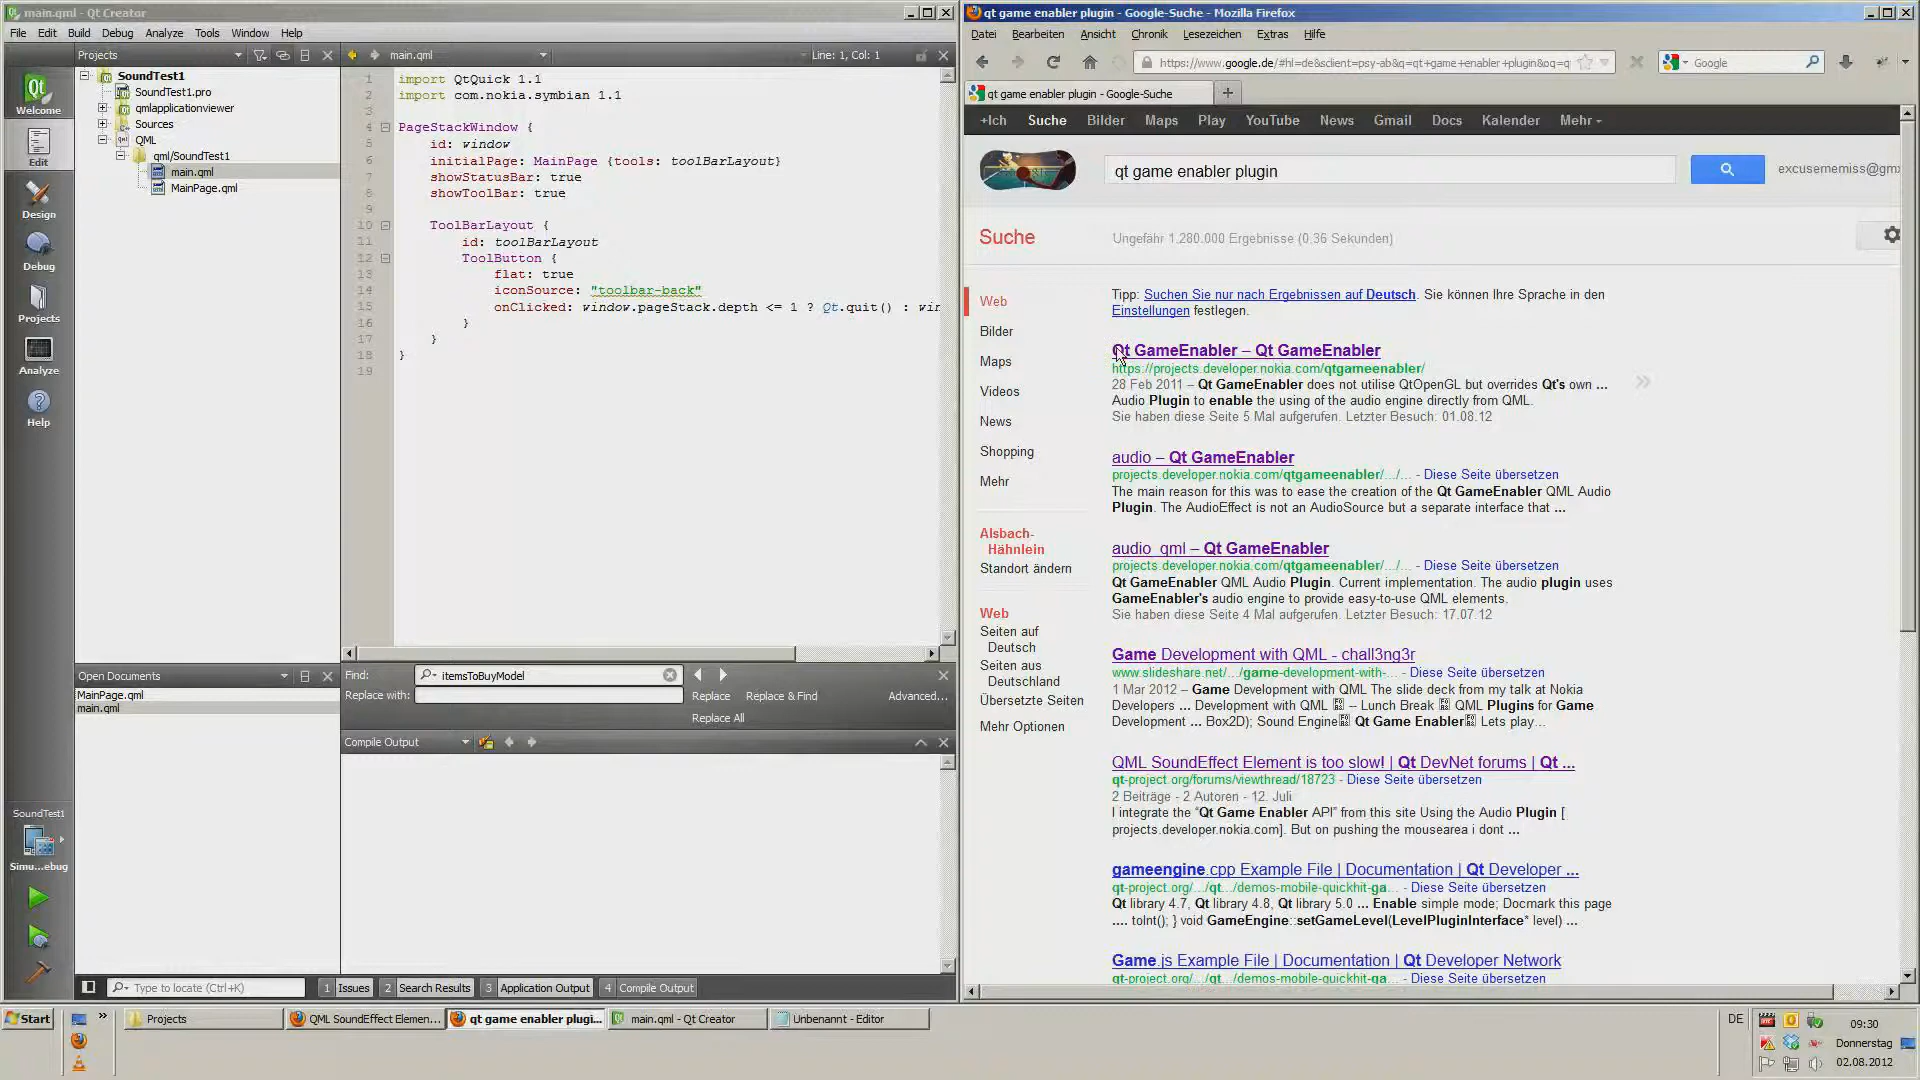 main.qml - Qt Creator
File Edit Build Debug Analyze Tools Window Help
Projects
main.qml
Line: 1, Col: 1
Welcome
Edit
Design
Debug
Projects
Analyze
Help
SoundTest1
SoundTest1.pro
qmlapplicationviewer
Sources
QML
qml/SoundTest1
main.qml
MainPage.qml
1 import QtQuick 1.1
2 import com.nokia.symbian 1.1
3
4 PageStackWindow {
5 id: window
6 initialPage: MainPage {tools: toolBarLayout}
7 showStatusBar: true
8 showToolBar: true
9
10 ToolBarLayout {
11 id: toolBarLayout
12 ToolButton {
13 flat: true
14 iconSource: "toolbar-back"
15 onClicked: window.pageStack.depth <= 1 ? Qt.quit() : wir
16 }
17 }
18 }
19
Open Documents
MainPage.qml
main.qml
Find: itemsToBuyModel
Replace with:
Replace Replace & Find Advanced...
Replace All
Compile Output
SoundTest1
Simu...ebug
Type to locate (Ctrl+K)
1 Issues 2 Search Results 3 Application Output 4 Compile Output
qt game enabler plugin - Google-Suche - Mozilla Firefox
Datei Bearbeiten Ansicht Chronik Lesezeichen Extras Hilfe
https://www.google.de/#hl=de&sclient=psy-ab&q=qt+game+enabler+plugin&oq=q
Google
qt game enabler plugin - Google-Suche
+Ich Suche Bilder Maps Play YouTube News Gmail Docs Kalender Mehr
qt game enabler plugin
excusememiss@gmx
Suche
Ungefähr 1.280.000 Ergebnisse (0,36 Sekunden)
Web
Bilder
Maps
Videos
News
Shopping
Mehr
Alsbach-
Hähnlein
Standort ändern
Web
Seiten auf
Deutsch
Seiten aus
Deutschland
Übersetzte Seiten
Mehr Optionen
Tipp: Suchen Sie nur nach Ergebnissen auf Deutsch. Sie können Ihre Sprache in den
Einstellungen festlegen.
Qt GameEnabler – Qt GameEnabler
https://projects.developer.nokia.com/qtgameenabler/
28 Feb 2011 – Qt GameEnabler does not utilise QtOpenGL but overrides Qt's own ...
Audio Plugin to enable the using of the audio engine directly from QML.
Sie haben diese Seite 5 Mal aufgerufen. Letzter Besuch: 01.08.12
audio – Qt GameEnabler
projects.developer.nokia.com/qtgameenabler/.../... - Diese Seite übersetzen
The main reason for this was to ease the creation of the Qt GameEnabler QML Audio
Plugin. The AudioEffect is not an AudioSource but a separate interface that ...
audio_qml – Qt GameEnabler
projects.developer.nokia.com/qtgameenabler/.../... - Diese Seite übersetzen
Qt GameEnabler QML Audio Plugin. Current implementation. The audio plugin uses
GameEnabler's audio engine to provide easy-to-use QML elements.
Sie haben diese Seite 4 Mal aufgerufen. Letzter Besuch: 17.07.12
Game Development with QML - chall3ng3r
www.slideshare.net/.../game-development-with-... - Diese Seite übersetzen
1 Mar 2012 – Game Development with QML The slide deck from my talk at Nokia
Developers ... Development with QML – Lunch Break QML Plugins for Game
Development ... Box2D); Sound Engine Qt Game Enabler Lets play...
QML SoundEffect Element is too slow! | Qt DevNet forums | Qt ...
qt-project.org/forums/viewthread/18723 - Diese Seite übersetzen
2 Beiträge - 2 Autoren - 12. Juli
I integrate the “Qt Game Enabler API” from this site Using the Audio Plugin [
projects.developer.nokia.com]. But on pushing the mousearea i dont ...
gameengine.cpp Example File | Documentation | Qt Developer ...
qt-project.org/.../qt.../demos-mobile-quickhit-ga... - Diese Seite übersetzen
Qt library 4.7, Qt library 4.8, Qt library 5.0 ... Enable simple mode; Docmark this page
.... toInt(); } void GameEngine::setGameLevel(LevelPluginInterface* level) ...
Game.js Example File | Documentation | Qt Developer Network
qt-project.org/.../qt.../demos-mobile-quickhit-ga... - Diese Seite übersetzen
Start
Projects
QML SoundEffect Elemen...
qt game enabler plugi...
main.qml - Qt Creator
Unbenannt - Editor
DE
09:30
Donnerstag
02.08.2012